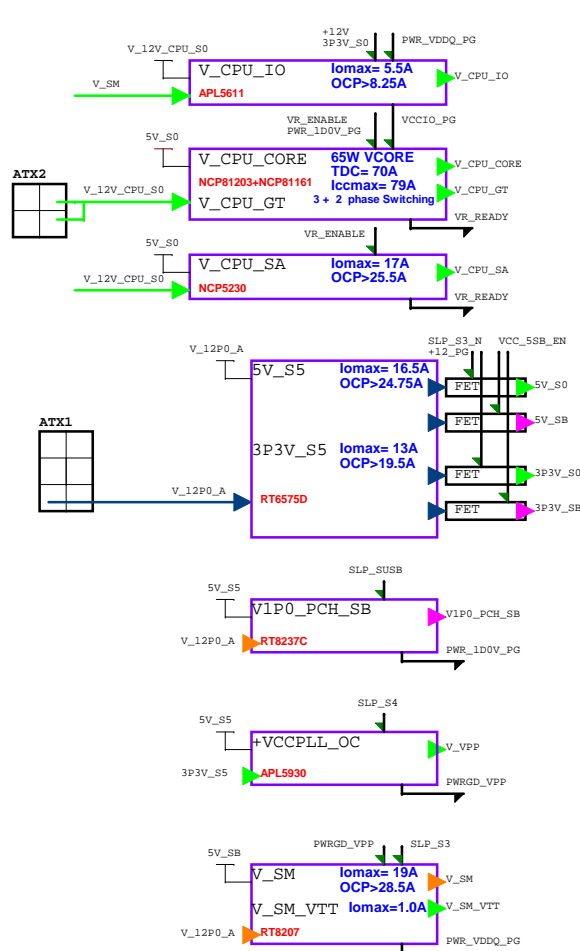 +12V
3P3V_S0
PWR_VDDQ_PG
V_12V_CPU_S0
V_SM
V_CPU_IO
Iomax= 5.5A
OCP>8.25A
APL5611
V_CPU_IO
VR_ENABLE
PWR_1D0V_PG
VCCIO_PG
5V_S0
ATX2
V_12V_CPU_S0
V_CPU_CORE
65W VCORE
TDC= 70A
NCP81203+NCP81161
Iccmax= 79A
V_CPU_GT
3 + 2 phase Switching
V_CPU_CORE
V_CPU_GT
VR_READY
VR_ENABLE
5V_S0
V_12V_CPU_S0
V_CPU_SA
Iomax= 17A
OCP>25.5A
NCP5230
V_CPU_SA
VR_READY
SLP_S3_N
+12_PG
VCC_5SB_EN
V_12P0_A
5V_S5
Iomax= 16.5A
OCP>24.75A
FET
5V_S0
FET
5V_SB
ATX1
3P3V_S5
Iomax= 13A
OCP>19.5A
FET
3P3V_S0
V_12P0_A
RT6575D
FET
3P3V_SB
SLP_SUSB
5V_S5
V1P0_PCH_SB
V1P0_PCH_SB
V_12P0_A
RT8237C
PWR_1D0V_PG
SLP_S4
5V_S5
+VCCPLL_OC
V_VPP
3P3V_S5
APL5930
PWRGD_VPP
PWRGD_VPP
SLP_S3
5V_SB
V_SM
Iomax= 19A
OCP>28.5A
V_SM
V_SM_VTT
Iomax=1.0A
V_SM_VTT
V_12P0_A
RT8207
PWR_VDDQ_PG